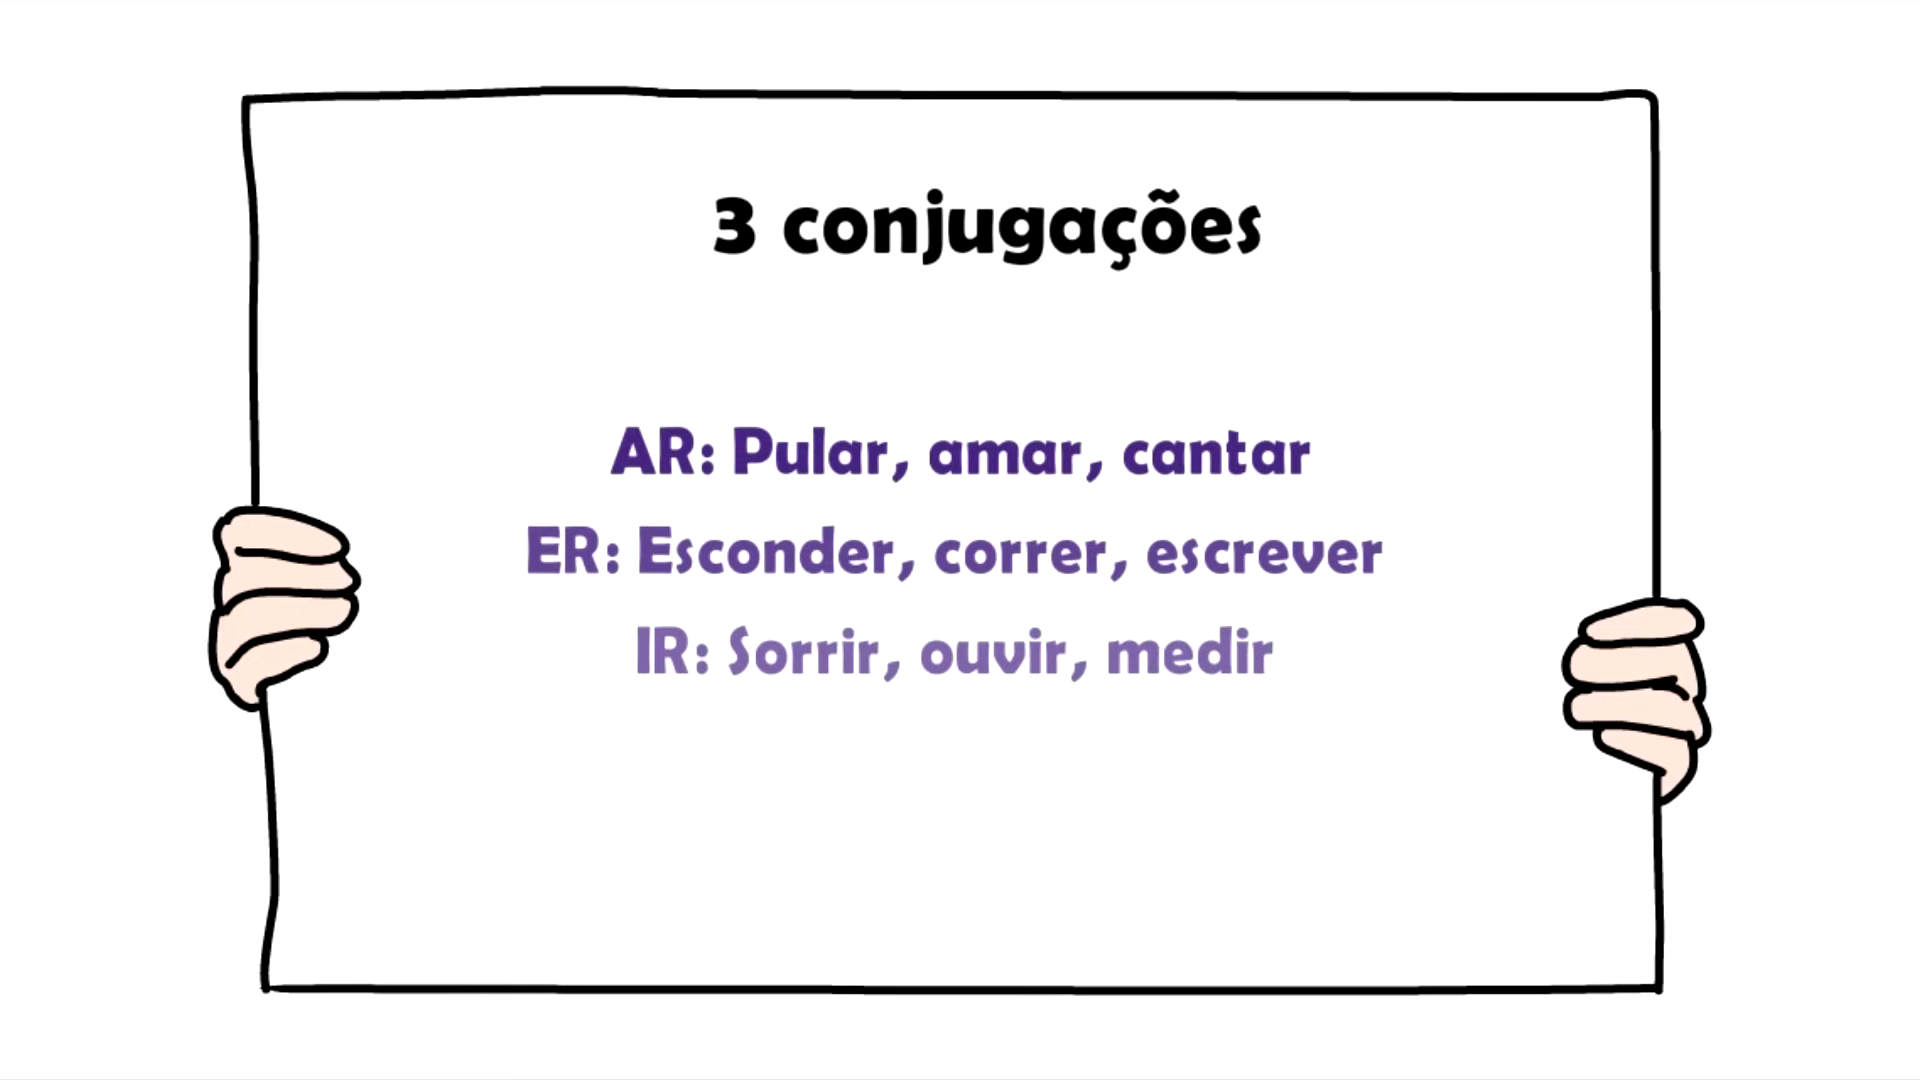 3 conjugações
AR: Pular, amar, cantar
ER: Esconder, correr, escrever
IR: Sorrir, ouvir, medir